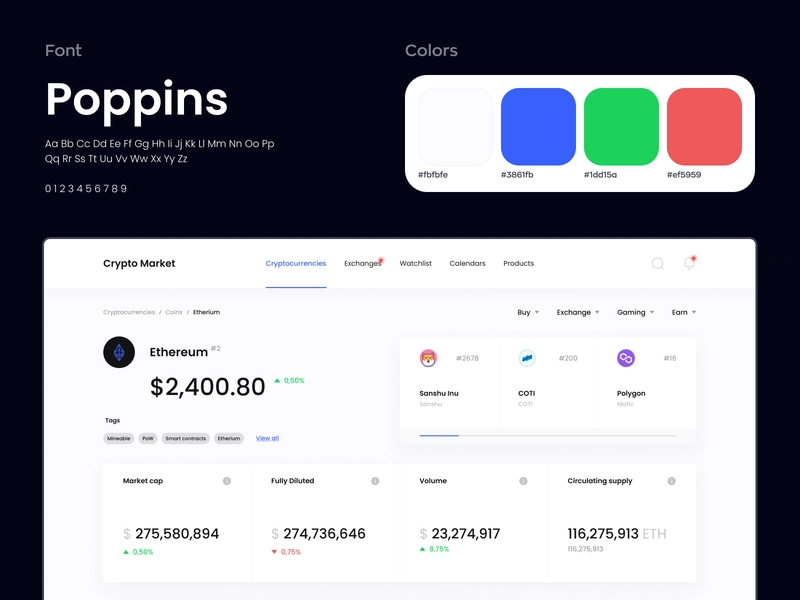 Font
Poppins
Aa Bb Cc Dd Ee Ff Gg Hh Ii Jj Kk Ll Mm Nn Oo Pp
Qq Rr Ss Tt Uu Vv Ww Xx Yy Zz
0 1 2 3 4 5 6 7 8 9
Colors
#fbfbfe #3861fb #1dd15a #ef5959
Crypto Market Cryptocurrencies Exchanges Watchlist Calendars Products
Cryptocurrencies / Coins / Etherium Buy Exchange Gaming Earn
Ethereum #2
$2,400.80 0,50%
Tags
Mineable PoW Smart contracts Etherium View all
#2678 #200 #16
Sanshu Inu COTI Polygon
Sanshu COTI Matic
Market cap Fully Diluted Volume Circulating supply
$ 275,580,894 $ 274,736,646 $ 23,274,917 116,275,913 ETH
0,50% 0,75% 8,75% 116,275,913